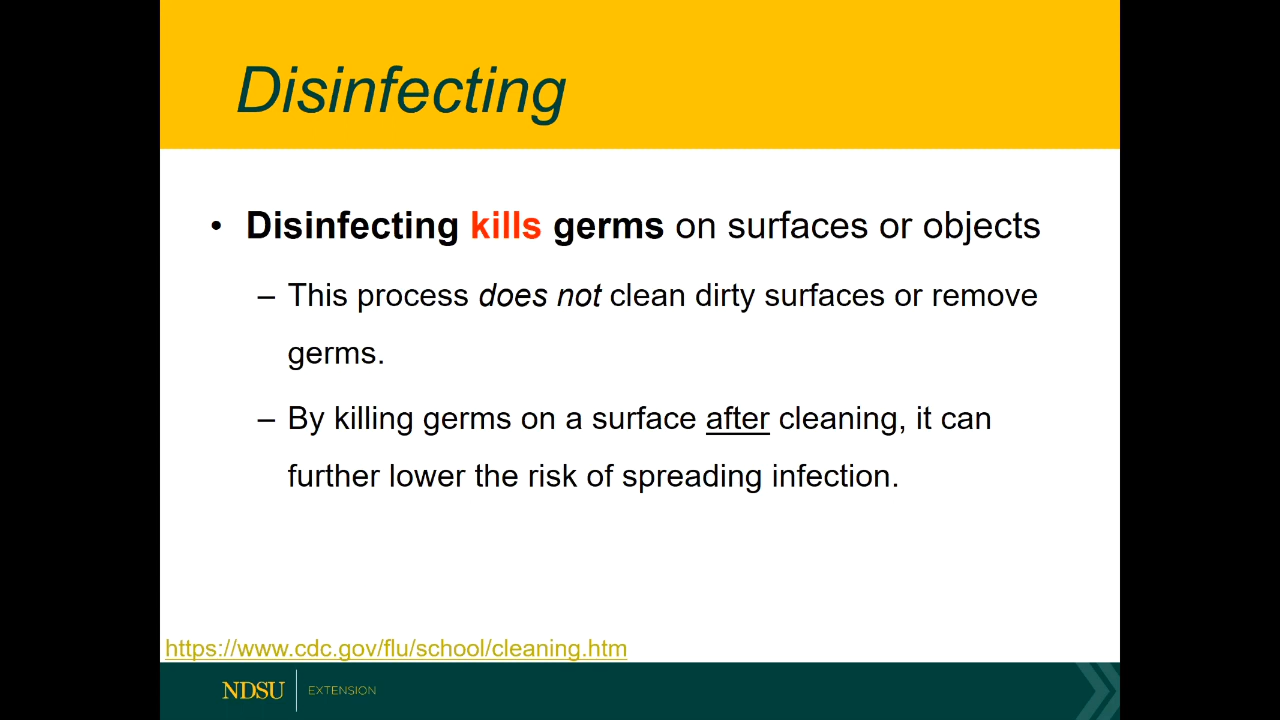 Disinfecting
• Disinfecting kills germs on surfaces or objects
– This process does not clean dirty surfaces or remove
germs.
– By killing germs on a surface after cleaning, it can
further lower the risk of spreading infection.
https://www.cdc.gov/flu/school/cleaning.htm
NDSU EXTENSION